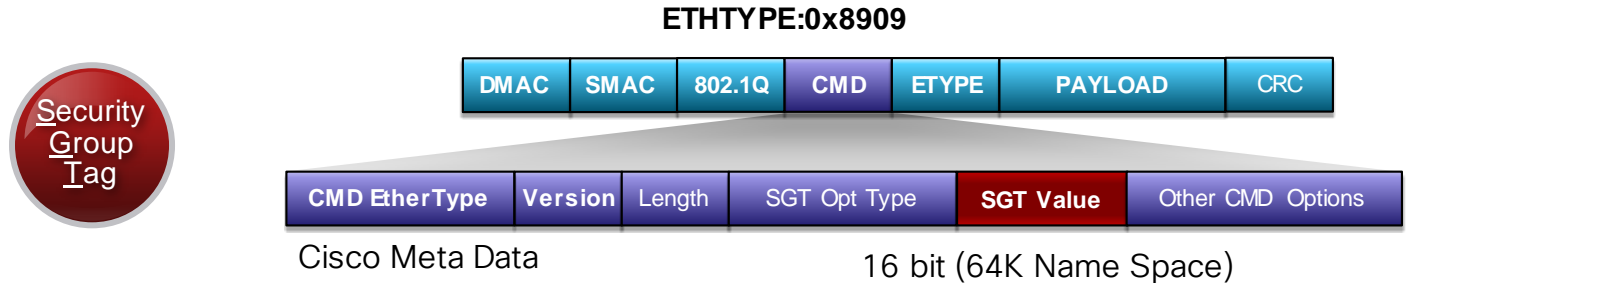 ETHTYPE:0x8909
DMAC SMAC 802.1Q CMD ETYPE PAYLOAD CRC
Security
Group
Tag
CMD EtherType Version Length SGT Opt Type SGT Value Other CMD Options
Cisco Meta Data
16 bit (64K Name Space)